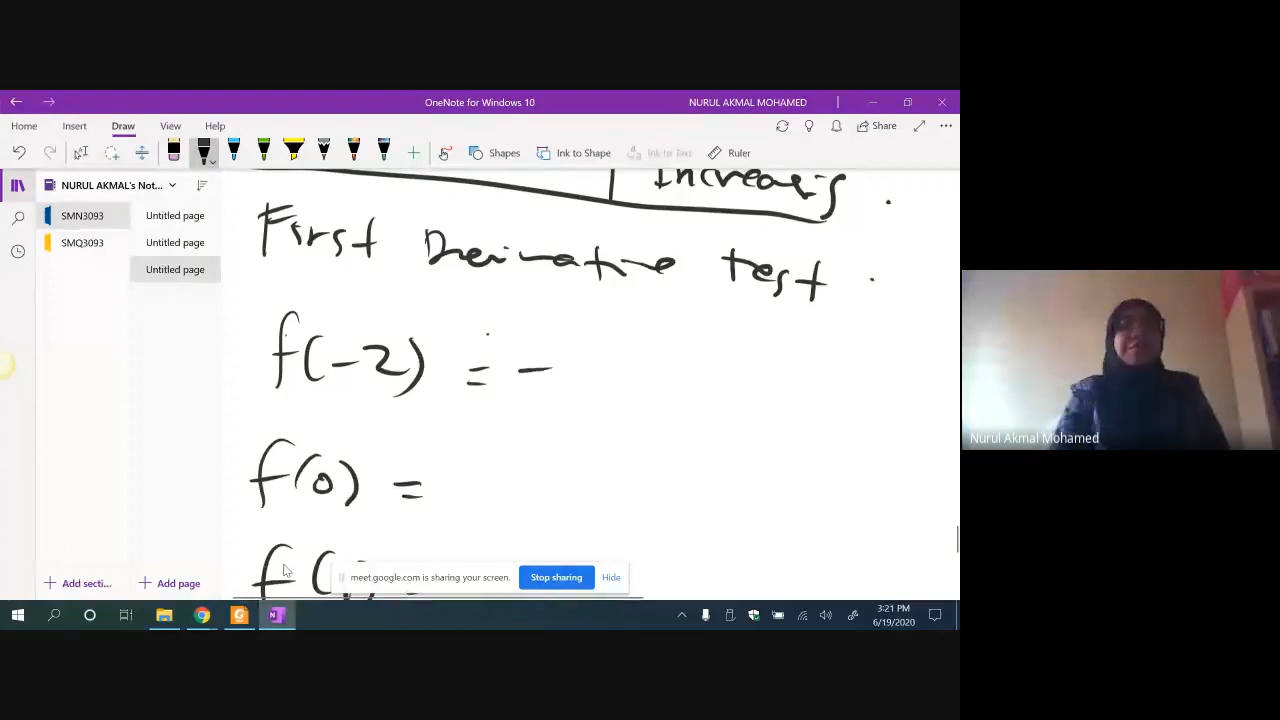 OneNote for Windows 10
NURUL AKMAL MOHAMED
Home Insert Draw View Help
Share
Shapes
Ink to Shape
Ink to Text
Ruler
NURUL AKMAL's Not...
SMN3093
SMQ3093
Untitled page
Untitled page
Untitled page
Increasing.
First Derivative test.
f(-2) = -
f(0) =
f(
meet.google.com is sharing your screen.
Stop sharing
Hide
Add secti...
Add page
3:21 PM
6/19/2020
Nurul Akmal Mohamed